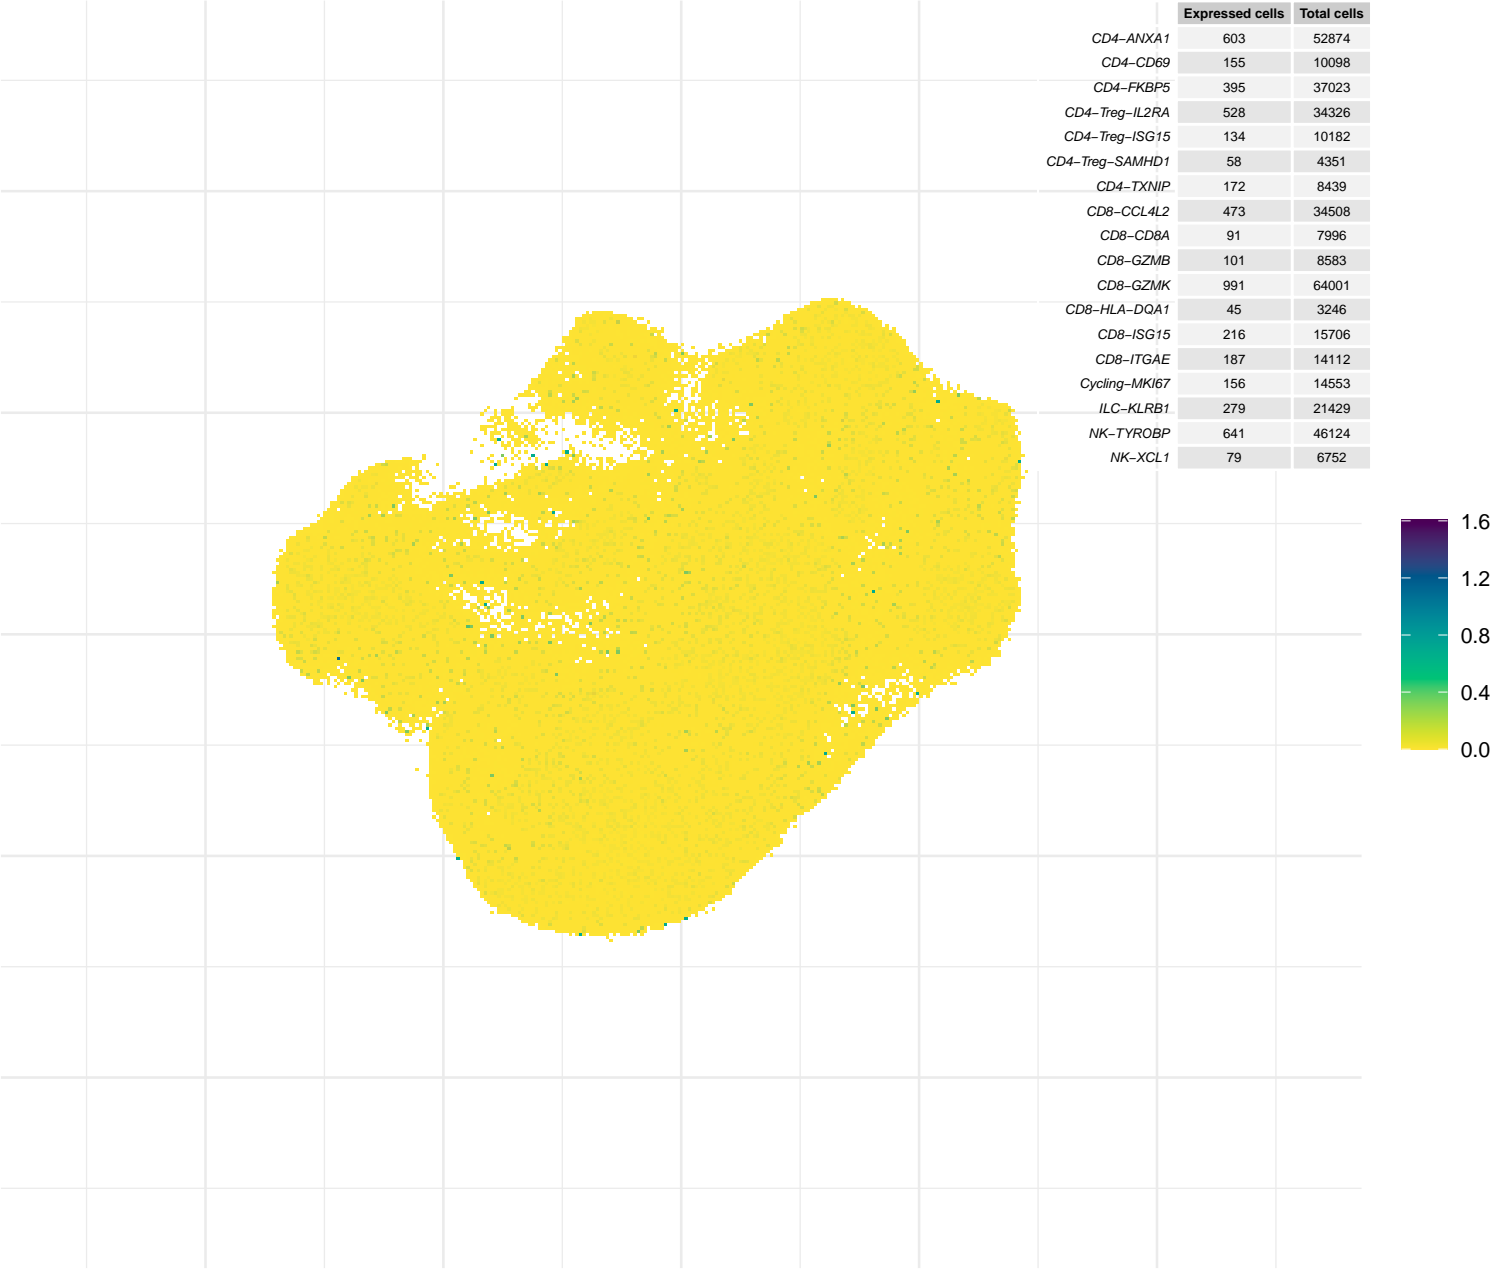 Expressed cells Total cells
CD4−ANXA1 603 52874
CD4−CD69 155 10098
CD4−FKBP5 395 37023
CD4−Treg−IL2RA 528 34326
CD4−Treg−ISG15 134 10182
CD4−Treg−SAMHD1 58 4351
CD4−TXNIP 172 8439
CD8−CCL4L2 473 34508
CD8−CD8A 91 7996
CD8−GZMB 101 8583
CD8−GZMK 991 64001
CD8−HLA−DQA1 45 3246
CD8−ISG15 216 15706
CD8−ITGAE 187 14112
Cycling−MKI67 156 14553
ILC−KLRB1 279 21429
NK−TYROBP 641 46124
NK−XCL1 79 6752
1.6
1.2
0.8
0.4
0.0